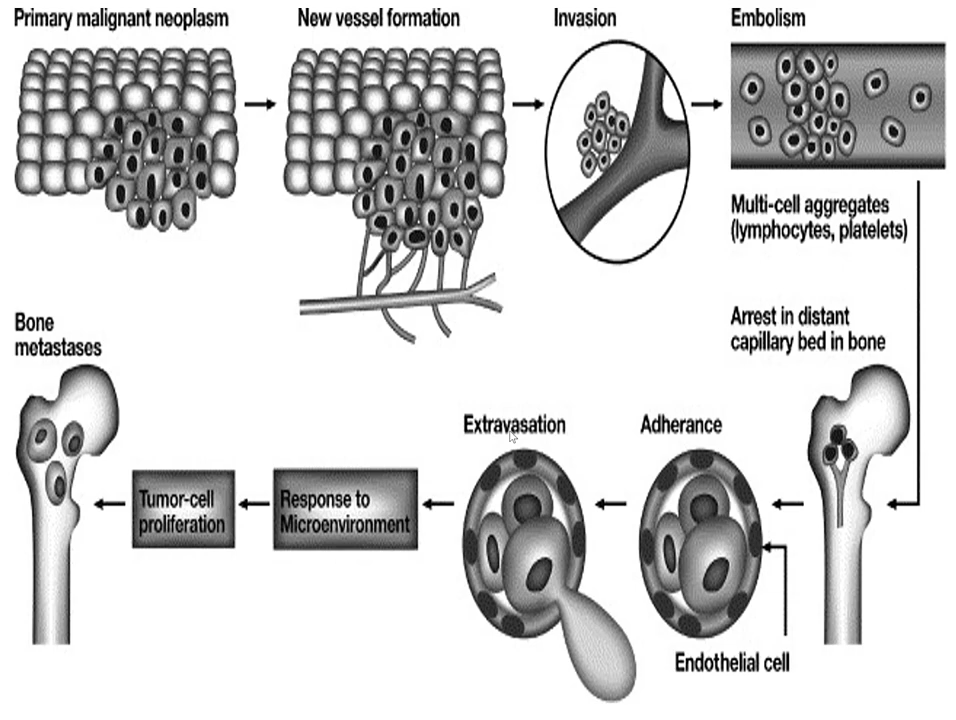 Primary malignant neoplasm
New vessel formation
Invasion
Embolism
Multi-cell aggregates
(lymphocytes, platelets)
Arrest in distant
capillary bed in bone
Adherance
Endothelial cell
Extravasation
Response to
Microenvironment
Tumor-cell
proliferation
Bone
metastases